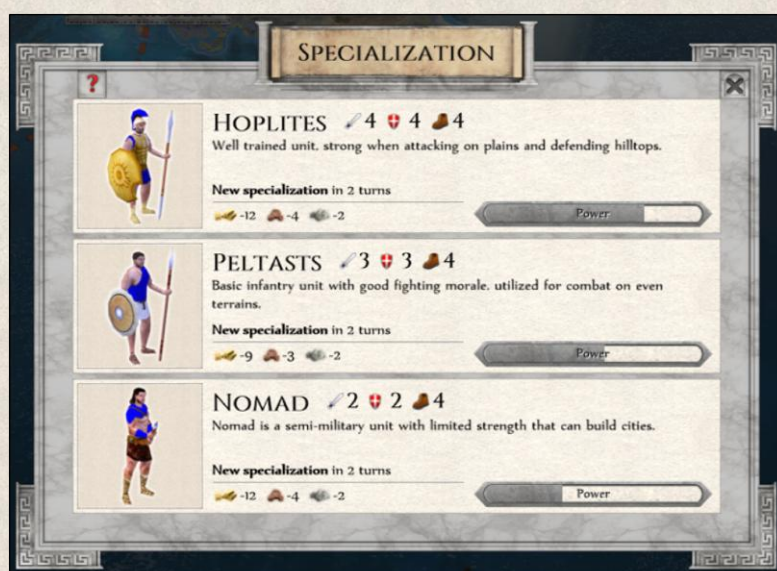 SPECIALIZATION
?
HOPLITES 4 4 4
Well trained unit. strong when attacking on plains and defending hilltops.
New specialization in 2 turns
-12 -4 -2
Power
PELTASTS 3 3 4
Basic infantry unit with good fighting morale. utilized for combat on even
terrains.
New specialization in 2 turns
-9 -3 -2
Power
NOMAD 2 2 4
Nomad is a semi-military unit with limited strength that can build cities.
New specialization in 2 turns
-12 -4 -2
Power